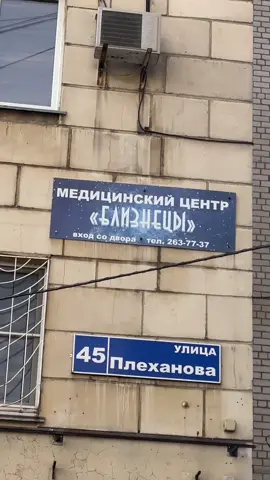 МЕДИЦИНСКИЙ ЦЕНТР
«БЛИЗНЕЦЫ»
вход со двора • тел. 263-77-37
УЛИЦА
45 Плеханова